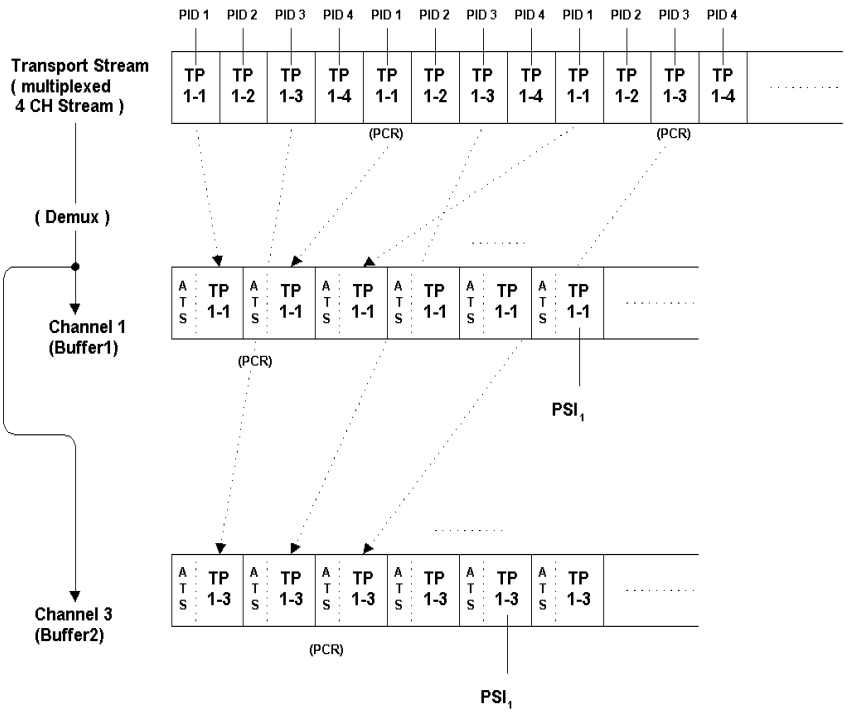 PID 1 PID 2 PID 3 PID 4 PID 1 PID 2 PID 3 PID 4 PID 1 PID 2 PID 3 PID 4
Transport Stream
( multiplexed
4 CH Stream )
TP 1-1 TP 1-2 TP 1-3 TP 1-4 TP 1-1 TP 1-2 TP 1-3 TP 1-4 TP 1-1 TP 1-2 TP 1-3 TP 1-4
(PCR) (PCR)
( Demux )
ATS TP 1-1 ATS TP 1-1 ATS TP 1-1 ATS TP 1-1 ATS TP 1-1 ATS TP 1-1
Channel 1
(Buffer1)
(PCR)
PSI₁
ATS TP 1-3 ATS TP 1-3 ATS TP 1-3 ATS TP 1-3 ATS TP 1-3 ATS TP 1-3
Channel 3
(Buffer2)
(PCR)
PSI₁